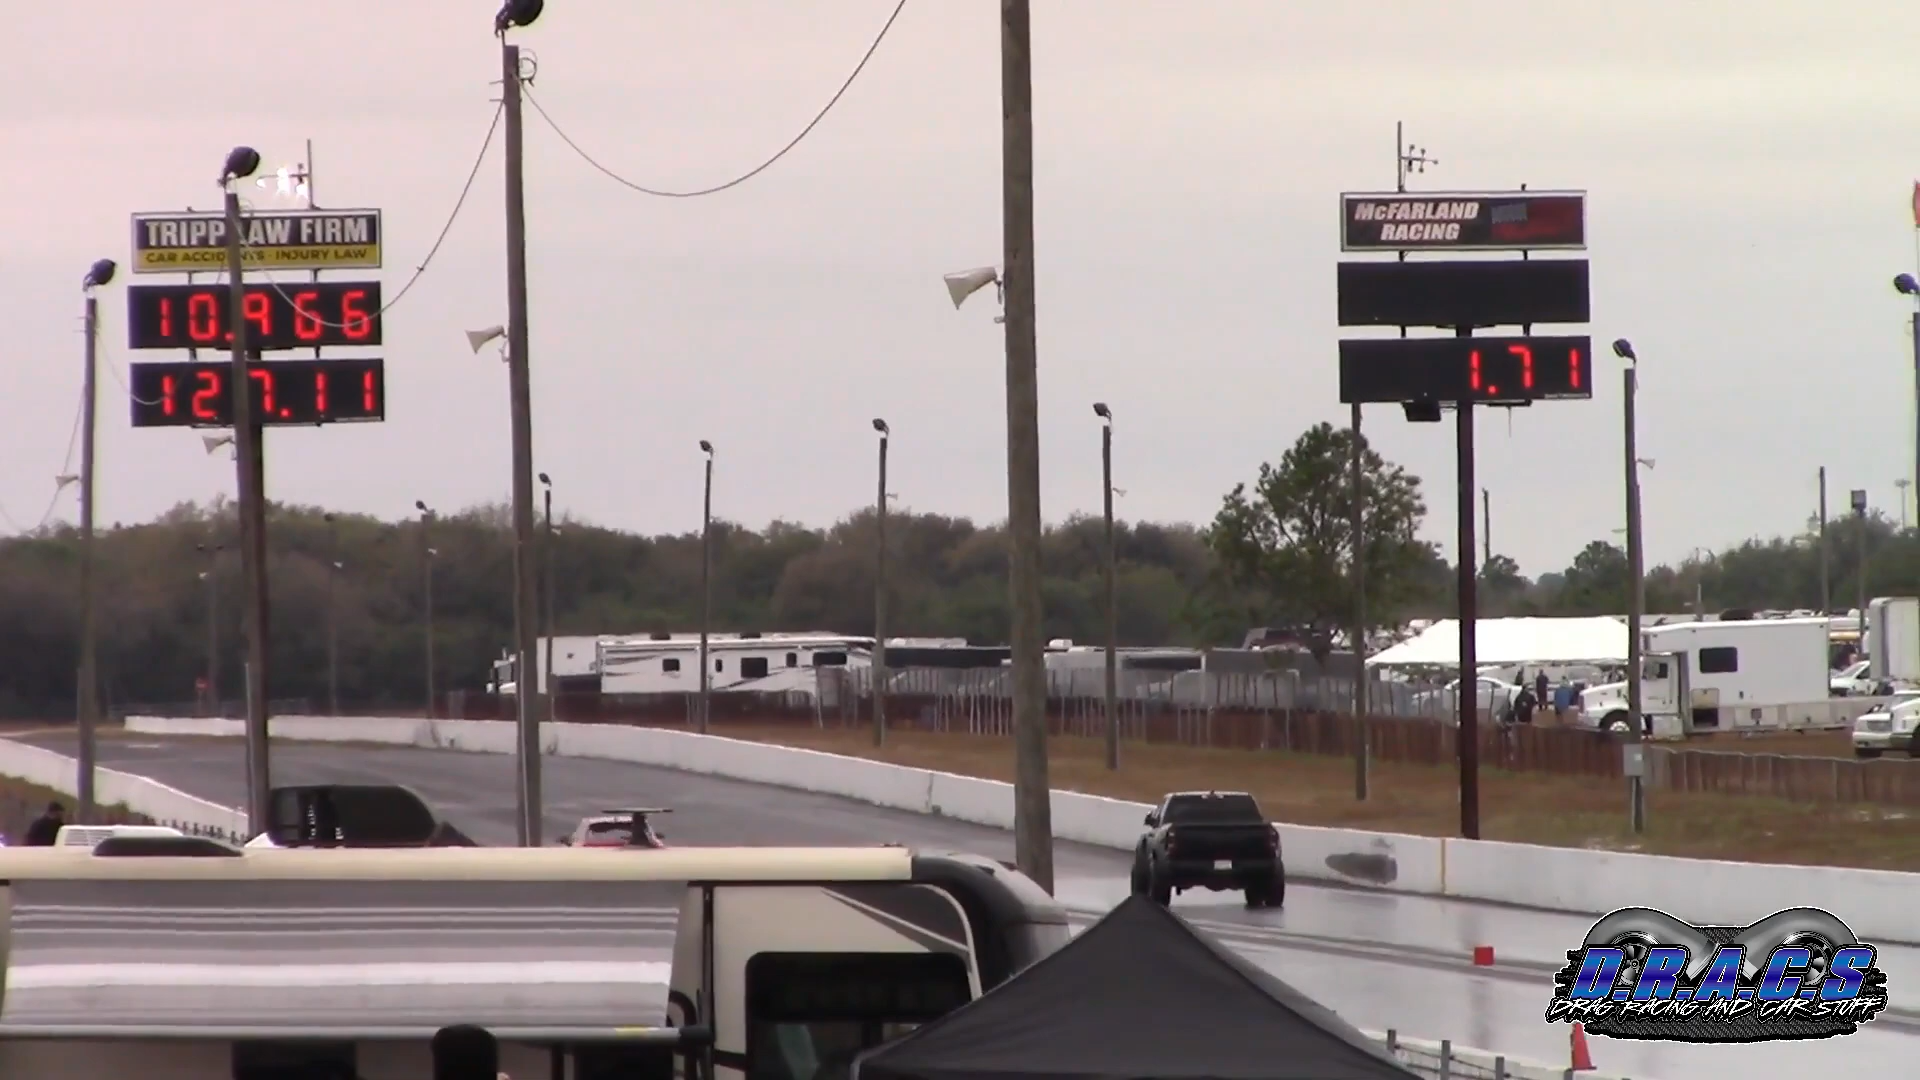 TRIPP LAW FIRM
CAR ACCIDENTS · INJURY LAW
10.966
127.11
McFARLAND
RACING
1.71
D.R.A.C.S
DRAG RACING AND CAR STUFF